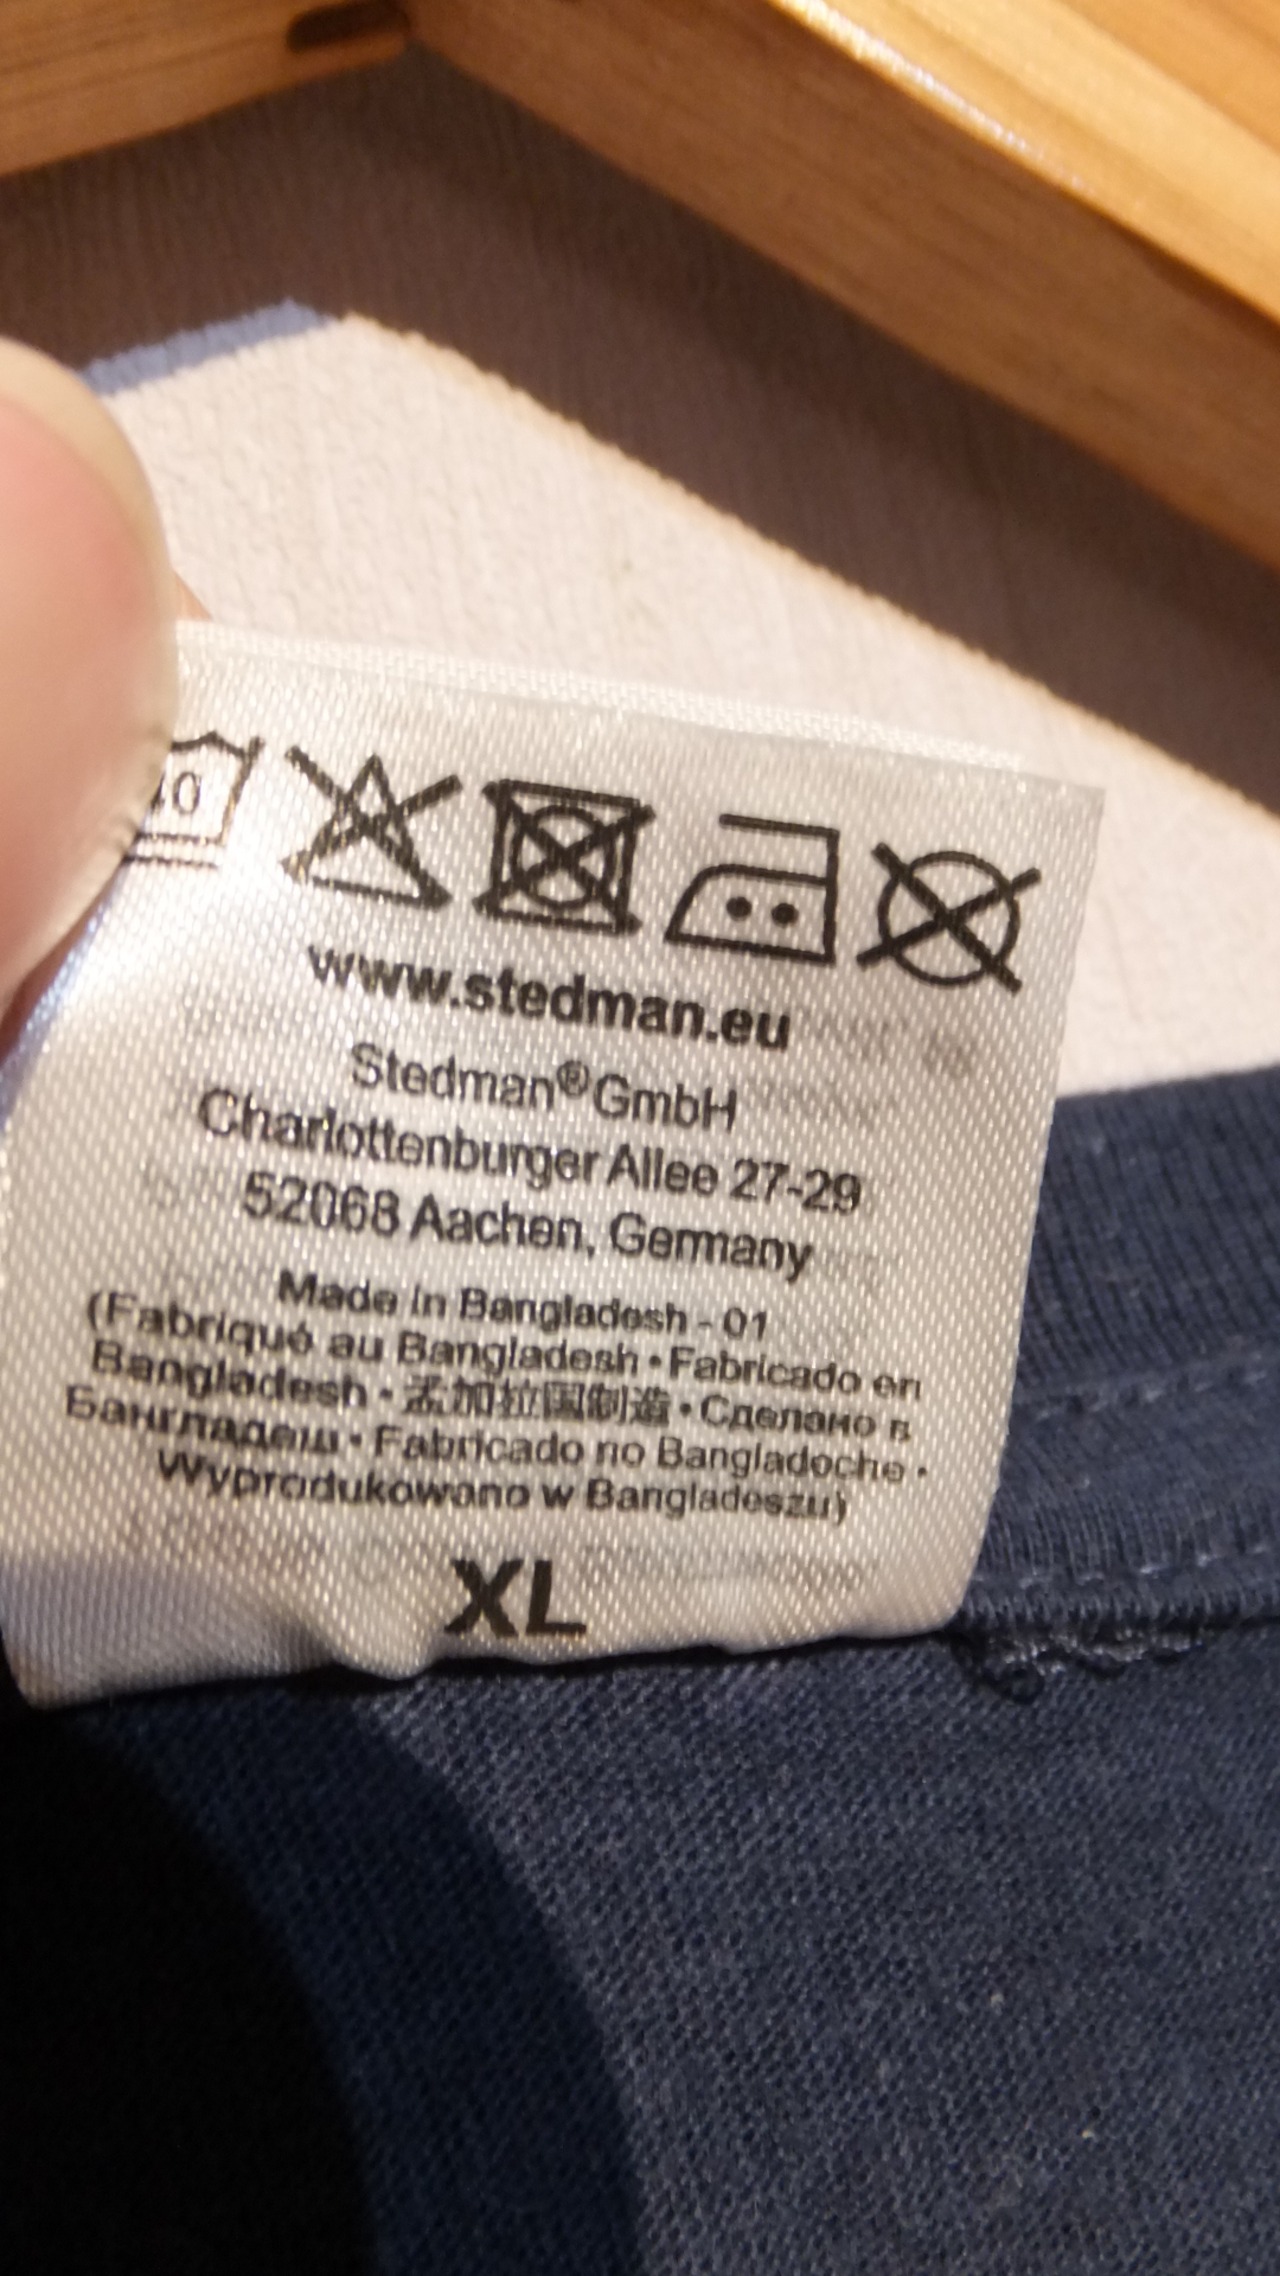 40
www.stedman.eu
Stedman® GmbH
Charlottenburger Allee 27-29
52068 Aachen, Germany
Made in Bangladesh - 01
(Fabriqué au Bangladesh • Fabricado en
Bangladesh • 孟加拉国制造 • Сделано в
Бангладеш • Fabricado no Bangladoche •
Wyprodukowano w Bangladeszu)
XL